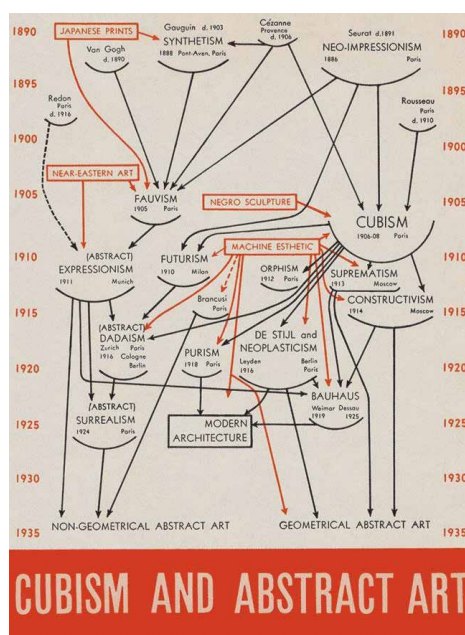 1890
JAPANESE PRINTS
Gauguin d. 1903
SYNTHETISM
1888 Pont-Aven, Paris
Cézanne
Provence
d. 1906
Seurat d.1891
NEO-IMPRESSIONISM
1886 Paris
1890
Van Gogh
d. 1890
1895
1895
Redon
Paris
d. 1916
Rousseau
Paris
d. 1910
1900
1900
NEAR-EASTERN ART
1905
FAUVISM
1905 Paris
NEGRO SCULPTURE
1905
CUBISM
1906-08 Paris
1910
(ABSTRACT)
EXPRESSIONISM
1911 Munich
FUTURISM
1910 Milan
MACHINE ESTHETIC
1910
ORPHISM
1912 Paris
SUPREMATISM
1913 Moscow
Brancusi
Paris
CONSTRUCTIVISM
1914 Moscow
1915
1915
(ABSTRACT)
DADAISM
Zurich Paris
1916 Cologne
Berlin
PURISM
1918 Paris
DE STIJL and
NEOPLASTICISM
Leyden Berlin
1916 Paris
1920
1920
BAUHAUS
Weimar Dessau
1919 1925
(ABSTRACT)
SURREALISM
1924 Paris
1925
MODERN
ARCHITECTURE
1925
1930
1930
1935
NON-GEOMETRICAL ABSTRACT ART
GEOMETRICAL ABSTRACT ART
1935
CUBISM AND ABSTRACT ART